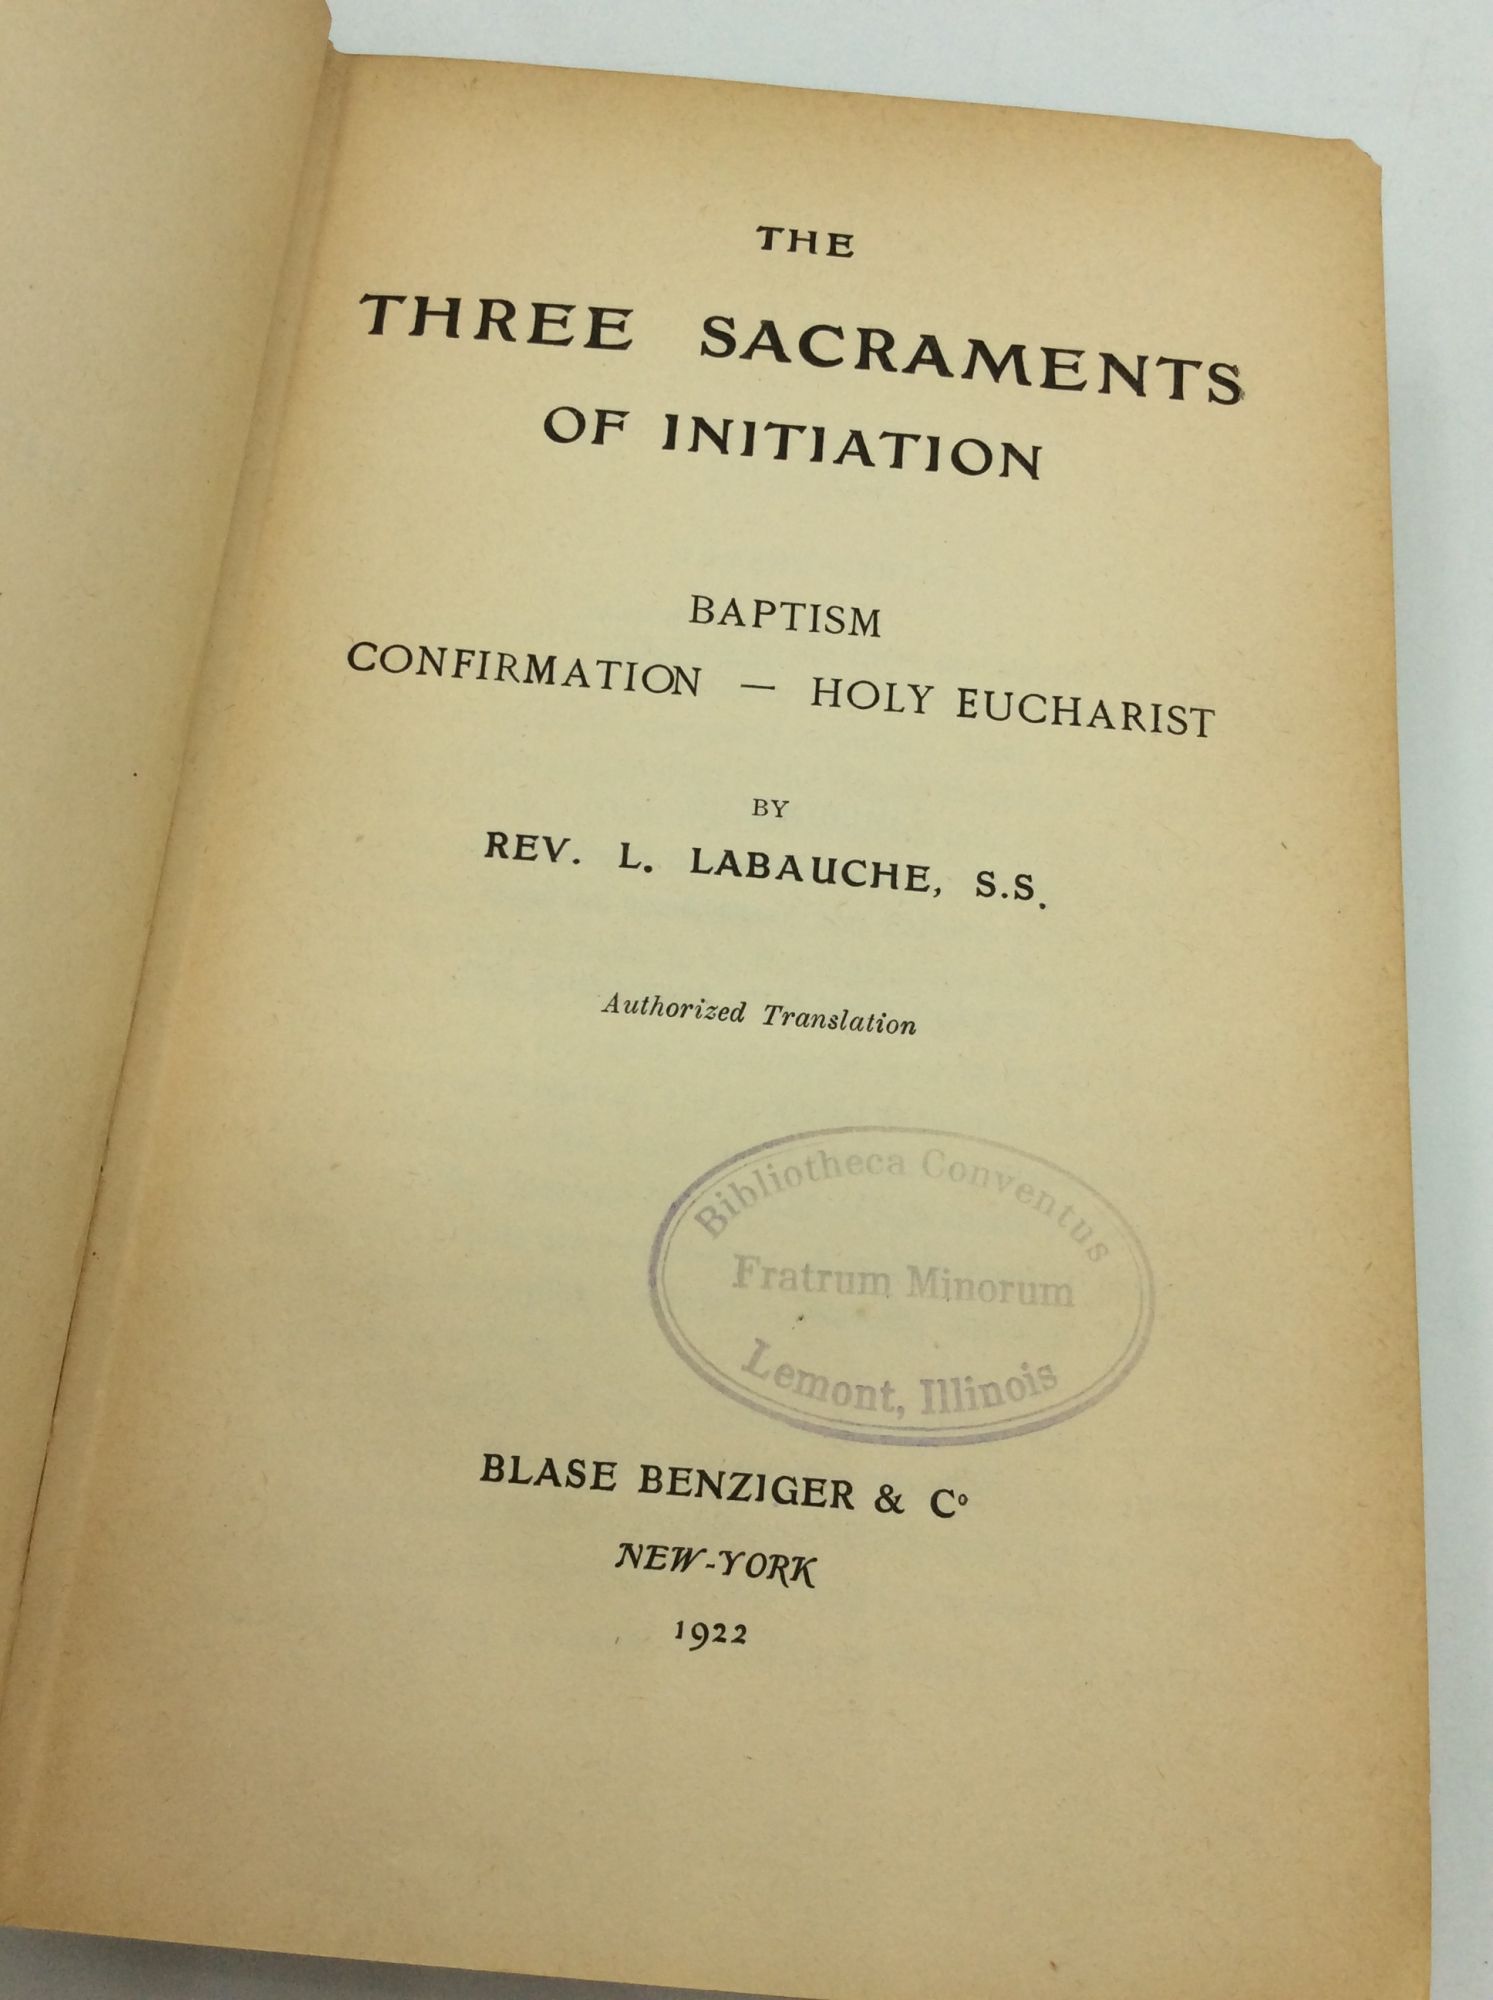 THE
THREE SACRAMENTS
OF INITIATION
BAPTISM
CONFIRMATION — HOLY EUCHARIST
BY
REV. L. LABAUCHE, S.S.
Authorized Translation
Bibliotheca Conventus
Fratrum Minorum
Lemont, Illinois
BLASE BENZIGER & Cº
NEW-YORK
1922